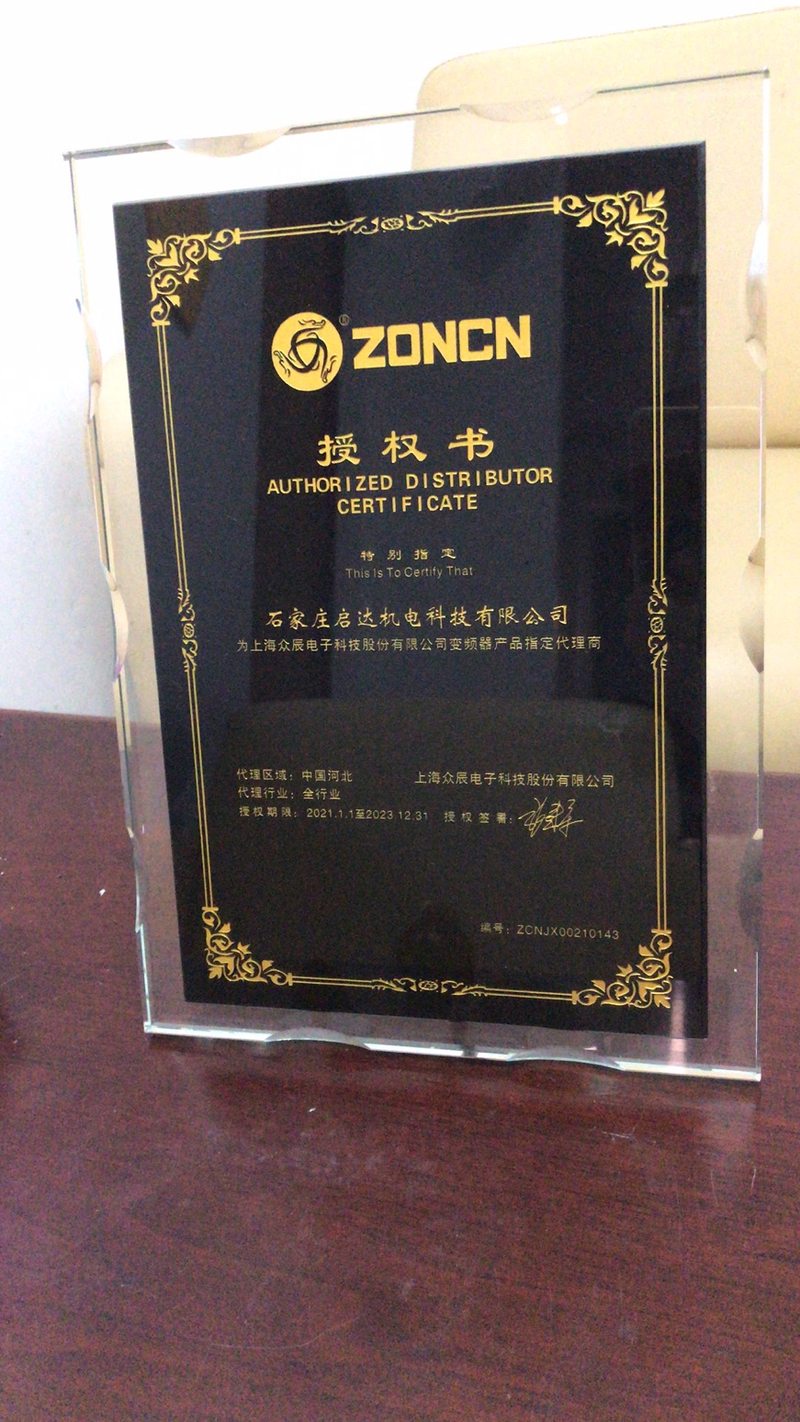 ® ZONCN
授权书
AUTHORIZED DISTRIBUTOR
CERTIFICATE
特别指定
This Is To Certify That
石家庄启达机电科技有限公司
为上海众辰电子科技股份有限公司变频器产品指定代理商
代理区域：中国河北 上海众辰电子科技股份有限公司
代理行业：全行业
授权期限：2021.1.1至2023 12.31 授权签署：
编号：ZCNJX00210143